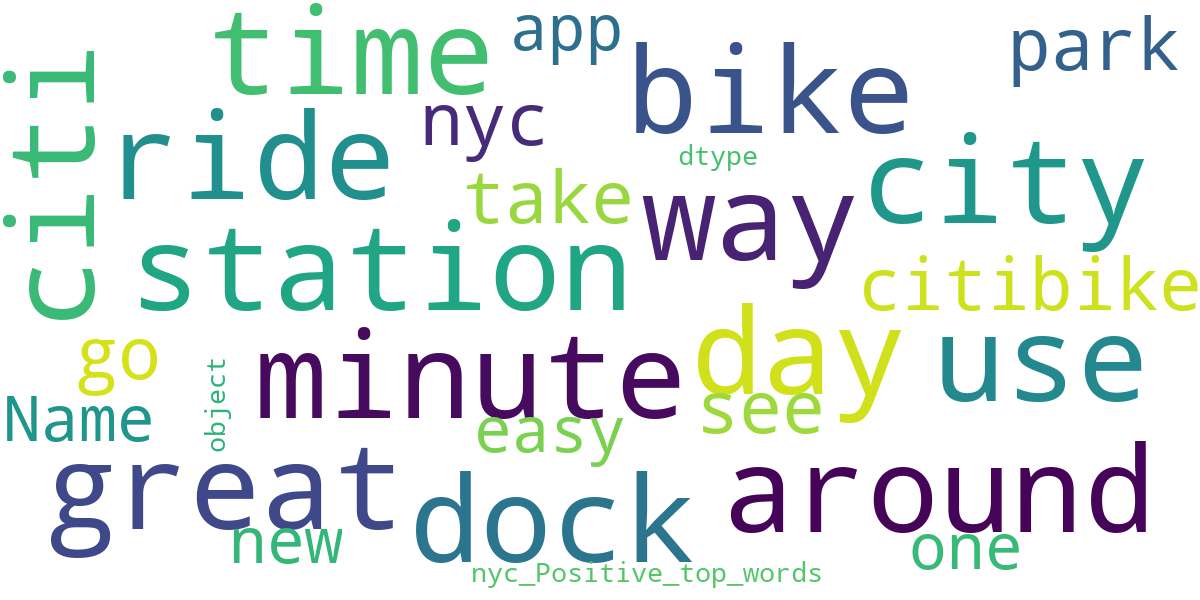 citi
time
app
bike
park
nyc
ride
dtype
city
take
way
station
citibike
go
minute
day
use
object
Name
easy
see
great
dock
around
new
one
nyc_Positive_top_words